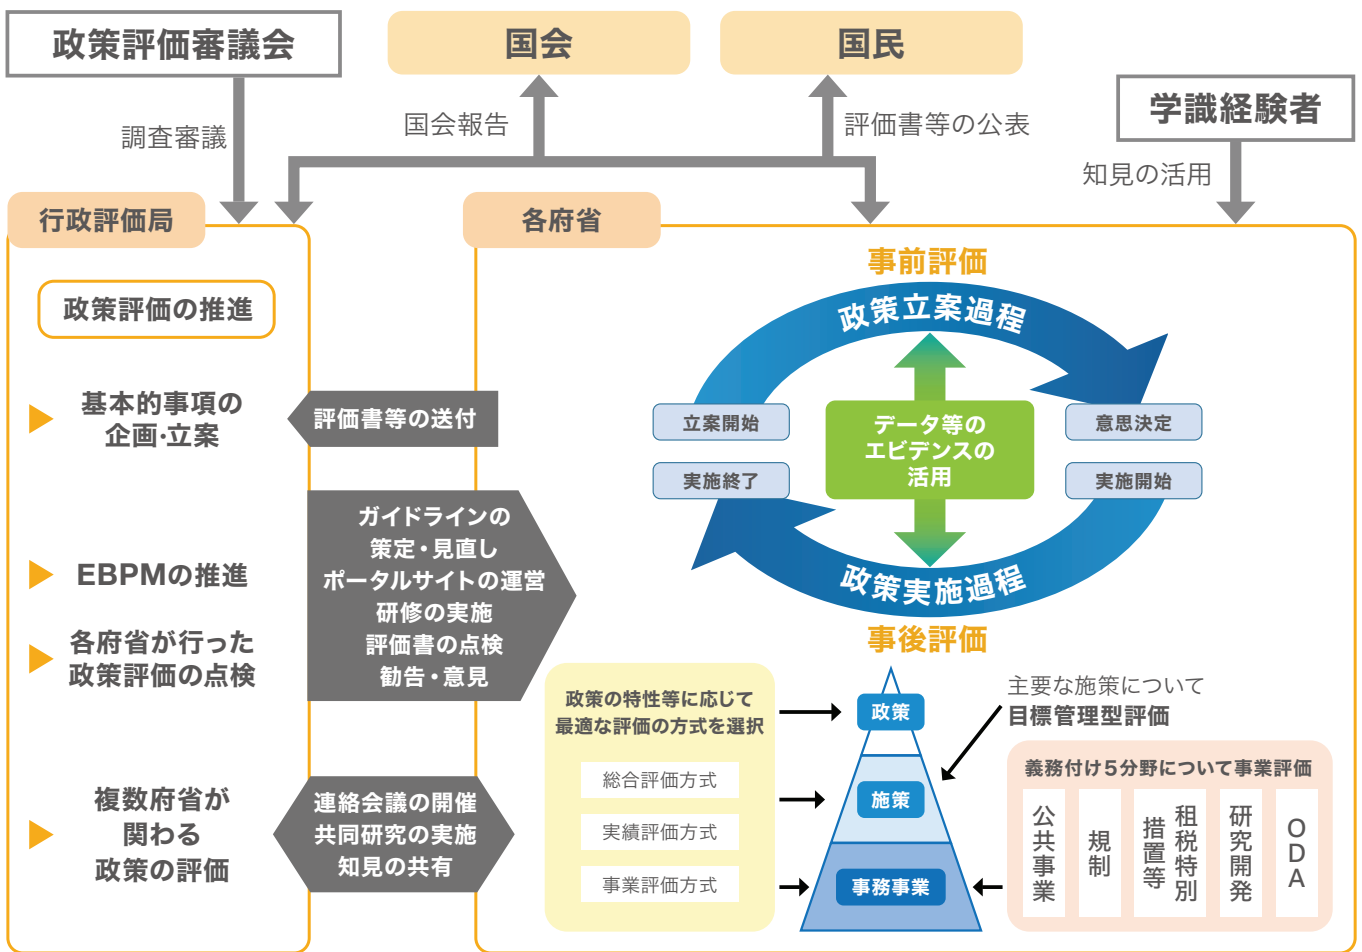 政策評価審議会
国会
国民
学識経験者
調査審議
国会報告
評価書等の公表
知見の活用
行政評価局
政策評価の推進
基本的事項の
企画・立案
EBPMの推進
各府省が行った
政策評価の点検
複数府省が
関わる
政策の評価
評価書等の送付
ガイドラインの
策定・見直し
ポータルサイトの運営
研修の実施
評価書の点検
勧告・意見
連絡会議の開催
共同研究の実施
知見の共有
各府省
事前評価
政策立案過程
立案開始
意思決定
データ等の
エビデンスの
活用
実施終了
実施開始
政策実施過程
事後評価
政策の特性等に応じて
最適な評価の方式を選択
総合評価方式
実績評価方式
事業評価方式
政策
施策
事務事業
主要な施策について
目標管理型評価
義務付け5分野について事業評価
公共事業
規制
租税特別
措置等
研究開発
ODA